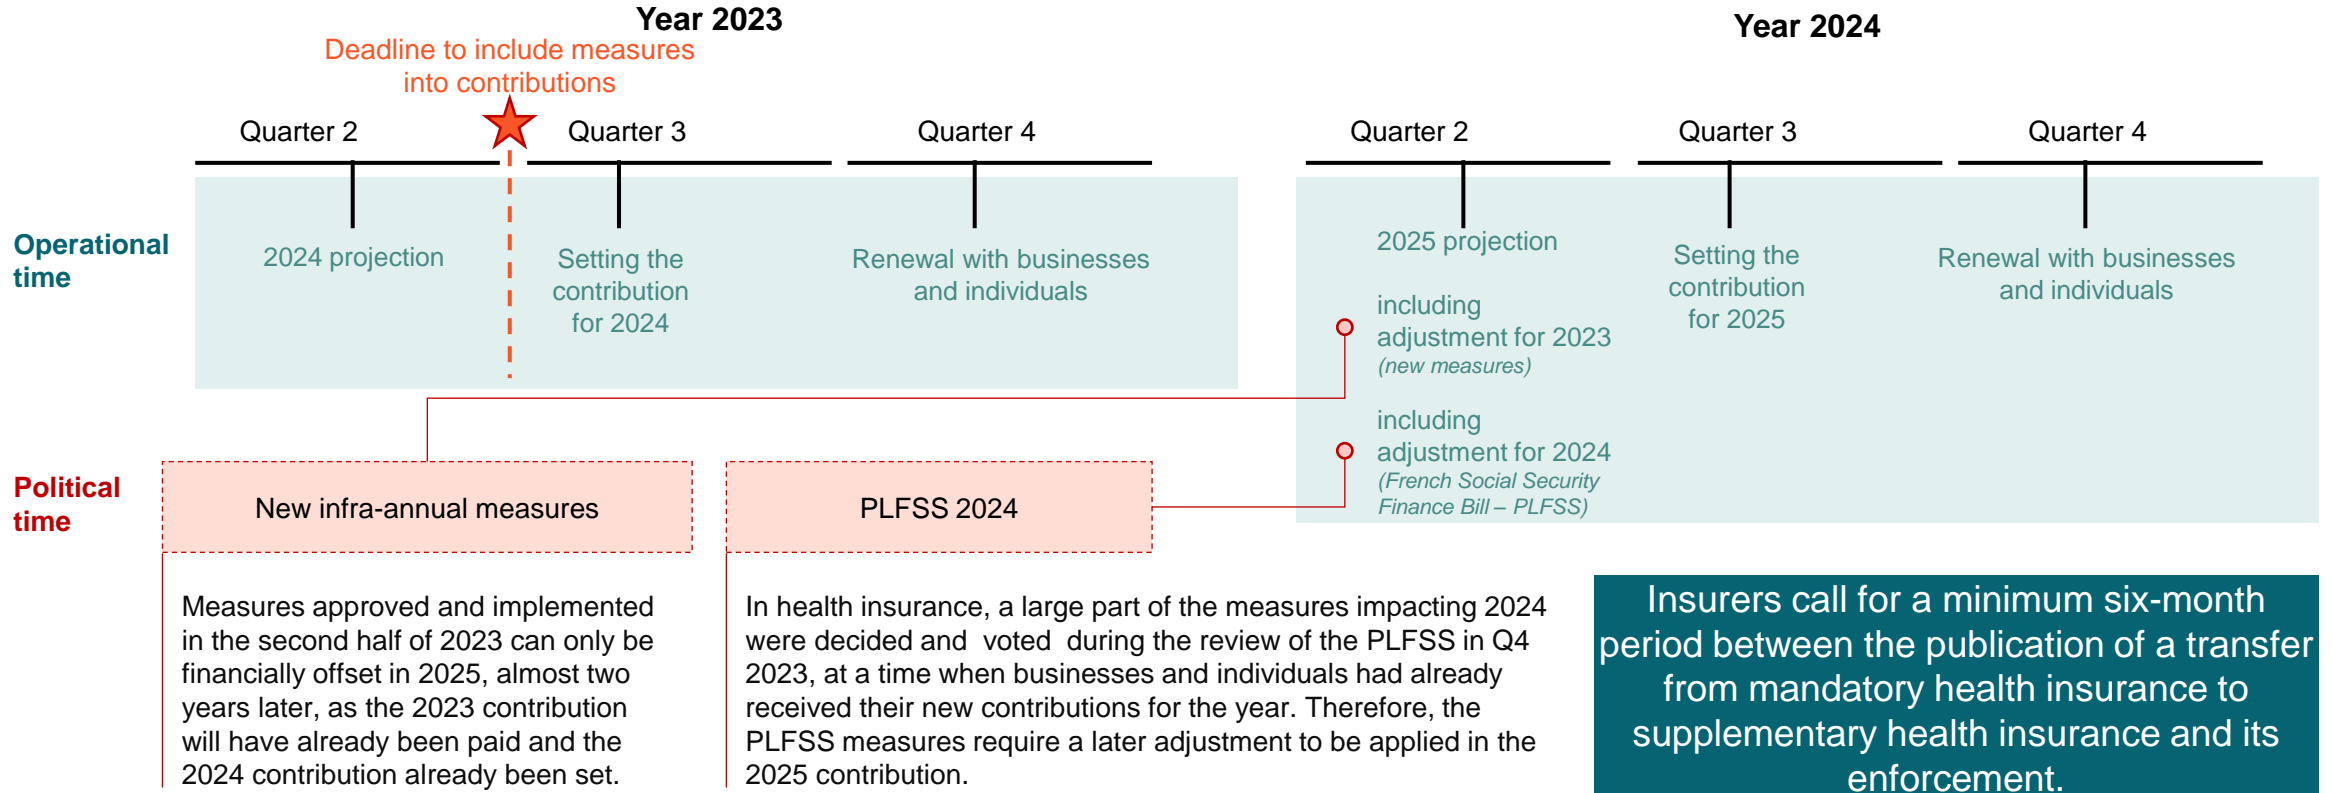 Year 2023
Year 2024
Deadline to include measures
into contributions
Quarter 2
Quarter 3
Quarter 4
Quarter 2
Quarter 3
Quarter 4
Operational
time
2024 projection
Setting the
contribution
for 2024
Renewal with businesses
and individuals
2025 projection
including
adjustment for 2023
(new measures)
including
adjustment for 2024
(French Social Security
Finance Bill – PLFSS)
Setting the
contribution
for 2025
Renewal with businesses
and individuals
Political
time
New infra-annual measures
PLFSS 2024
Measures approved and implemented
in the second half of 2023 can only be
financially offset in 2025, almost two
years later, as the 2023 contribution
will have already been paid and the
2024 contribution already been set.
In health insurance, a large part of the measures impacting 2024
were decided and voted during the review of the PLFSS in Q4
2023, at a time when businesses and individuals had already
received their new contributions for the year. Therefore, the
PLFSS measures require a later adjustment to be applied in the
2025 contribution.
Insurers call for a minimum six-month
period between the publication of a transfer
from mandatory health insurance to
supplementary health insurance and its
enforcement.